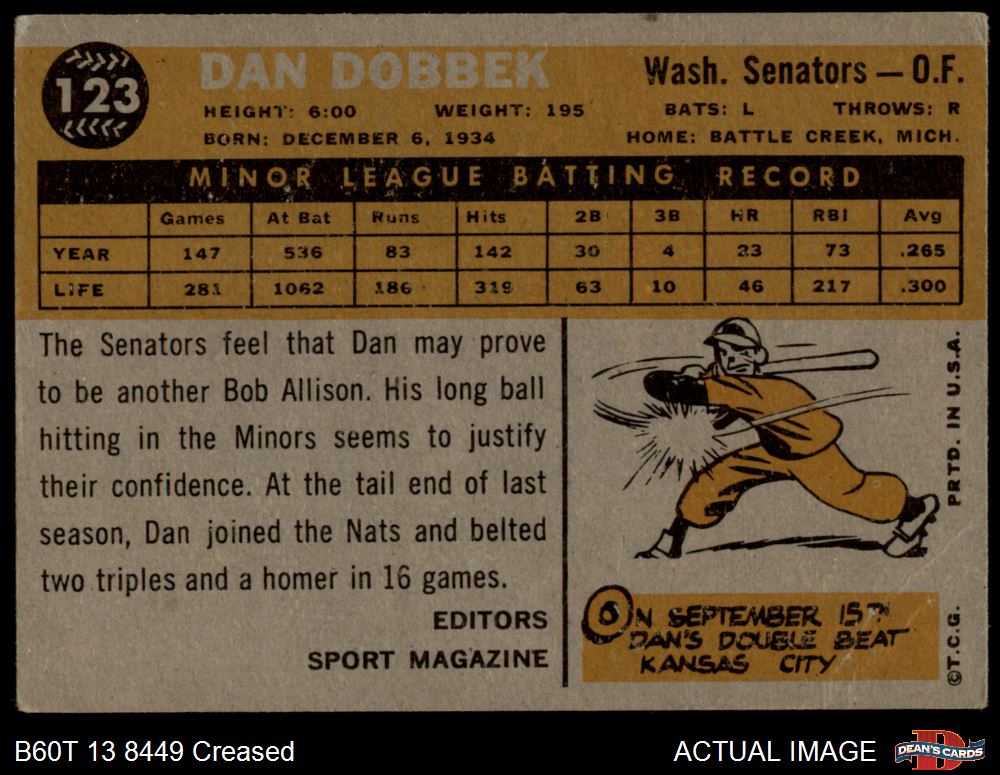 123
DAN DOBBEK
Wash. Senators — O.F.
HEIGHT: 6:00 WEIGHT: 195 BATS: L THROWS: R
BORN: DECEMBER 6, 1934 HOME: BATTLE CREEK, MICH.
MINOR LEAGUE BATTING RECORD
Games At Bat Runs Hits 2B 3B HR RBI Avg
YEAR 147 536 83 142 30 4 23 73 .265
LIFE 281 1062 186 319 63 10 46 217 .300
The Senators feel that Dan may prove
to be another Bob Allison. His long ball
hitting in the Minors seems to justify
their confidence. At the tail end of last
season, Dan joined the Nats and belted
two triples and a homer in 16 games.
EDITORS
SPORT MAGAZINE
ON SEPTEMBER 15TH
DAN'S DOUBLE BEAT
KANSAS CITY
PRTD. IN U.S.A.
©T.C.G.
B60T 13 8449 Creased
ACTUAL IMAGE
DEAN'S CARDS